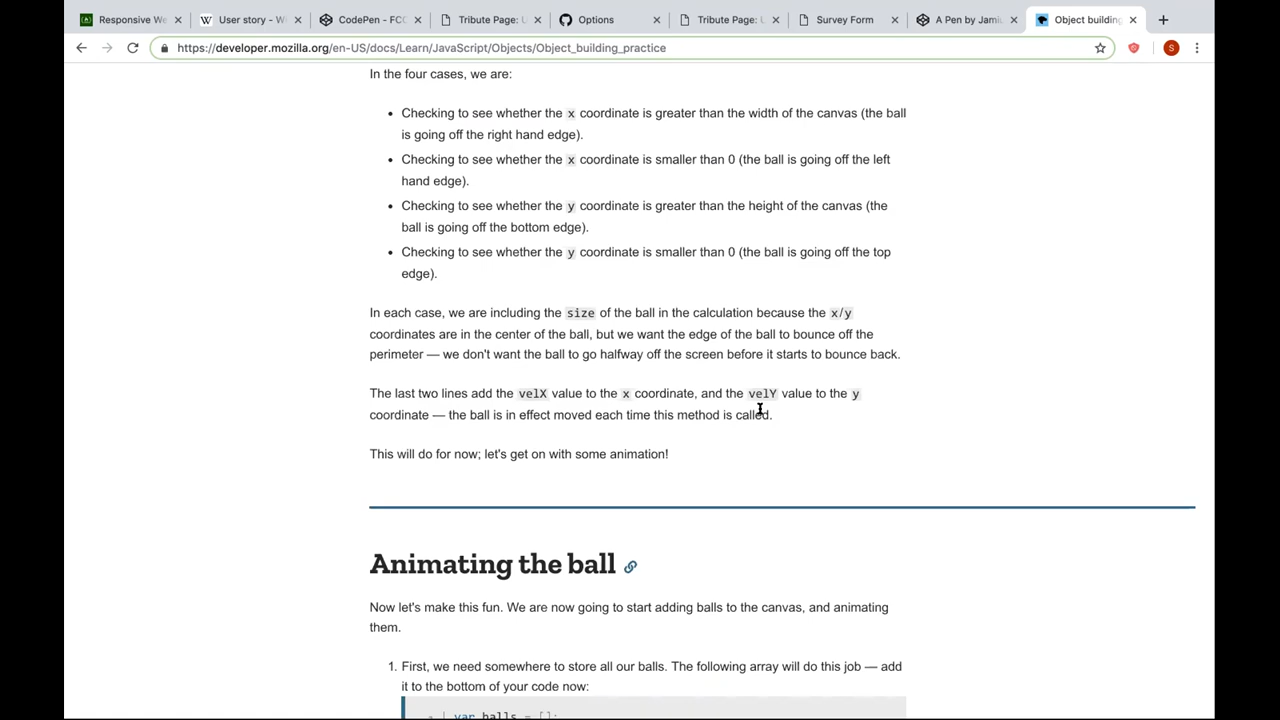 Responsive We
User story - Wi
CodePen - FCC
Tribute Page: L
Options
Tribute Page: L
Survey Form
A Pen by Jamiu
Object building
https://developer.mozilla.org/en-US/docs/Learn/JavaScript/Objects/Object_building_practice
S
In the four cases, we are:
• Checking to see whether the x coordinate is greater than the width of the canvas (the ball
is going off the right hand edge).
• Checking to see whether the x coordinate is smaller than 0 (the ball is going off the left
hand edge).
• Checking to see whether the y coordinate is greater than the height of the canvas (the
ball is going off the bottom edge).
• Checking to see whether the y coordinate is smaller than 0 (the ball is going off the top
edge).
In each case, we are including the size of the ball in the calculation because the x/y
coordinates are in the center of the ball, but we want the edge of the ball to bounce off the
perimeter — we don't want the ball to go halfway off the screen before it starts to bounce back.
The last two lines add the velX value to the x coordinate, and the velY value to the y
coordinate — the ball is in effect moved each time this method is called.
This will do for now; let's get on with some animation!
Animating the ball
Now let's make this fun. We are now going to start adding balls to the canvas, and animating
them.
1. First, we need somewhere to store all our balls. The following array will do this job — add
it to the bottom of your code now:
var balls = [];